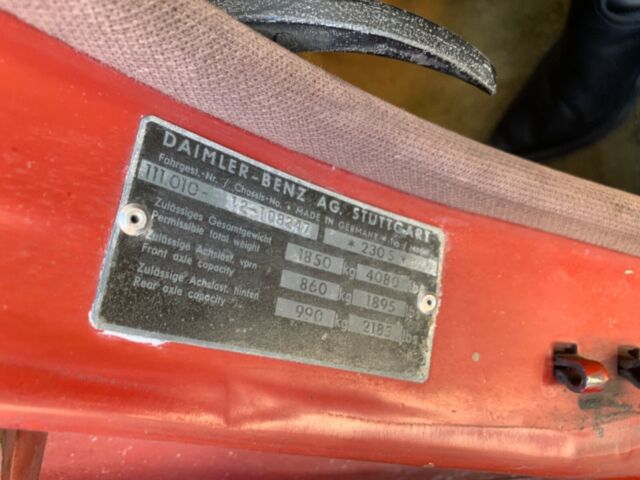 DAIMLER-BENZ AG. STUTTGART
Fahrgest.-Nr. / Chassis-No. • MADE IN GERMANY •
111 010- 12-108247 * 230 S *
Zulässiges Gesamtgewicht
Permissible total weight 1850 kg 4080 lbs
Zulässige Achslast, vorn
Front axle capacity 860 kg 1895 lbs
Zulässige Achslast, hinten
Rear axle capacity 990 kg 2185 lbs